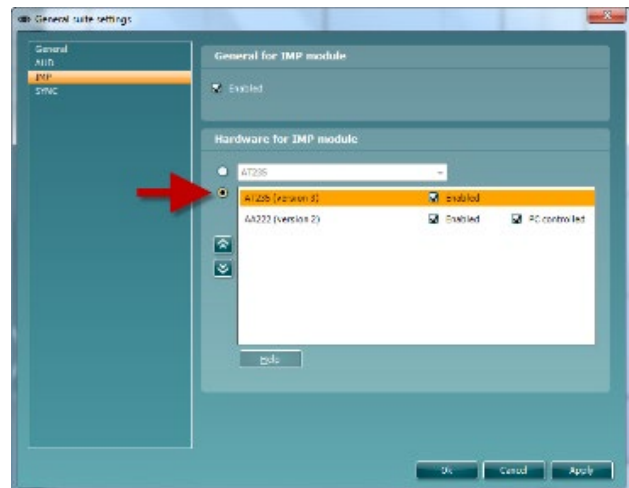 General suite settings
General
AUD
IMP
SYNC
General for IMP module
Enabled
Hardware for IMP module
AT235
AT235 (version 3) Enabled
AA222 (version 2) Enabled PC controlled
Help
Ok Cancel Apply